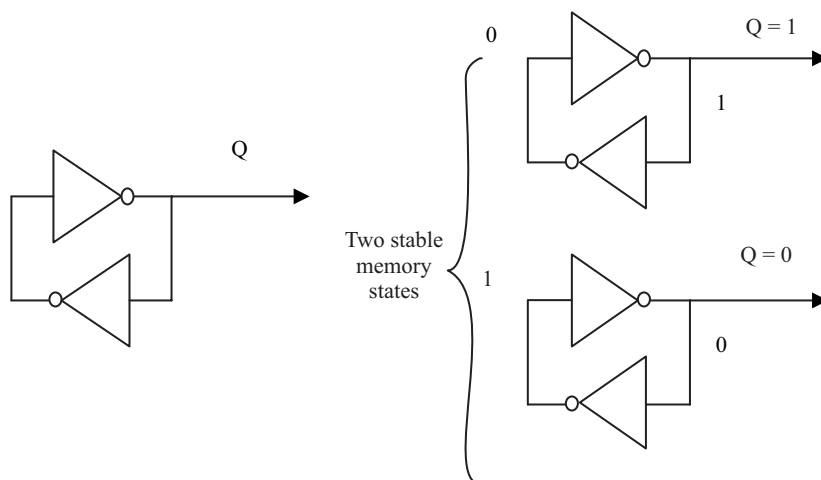 0
Q = 1
1
Q
Two stable
memory
states
1
Q = 0
0